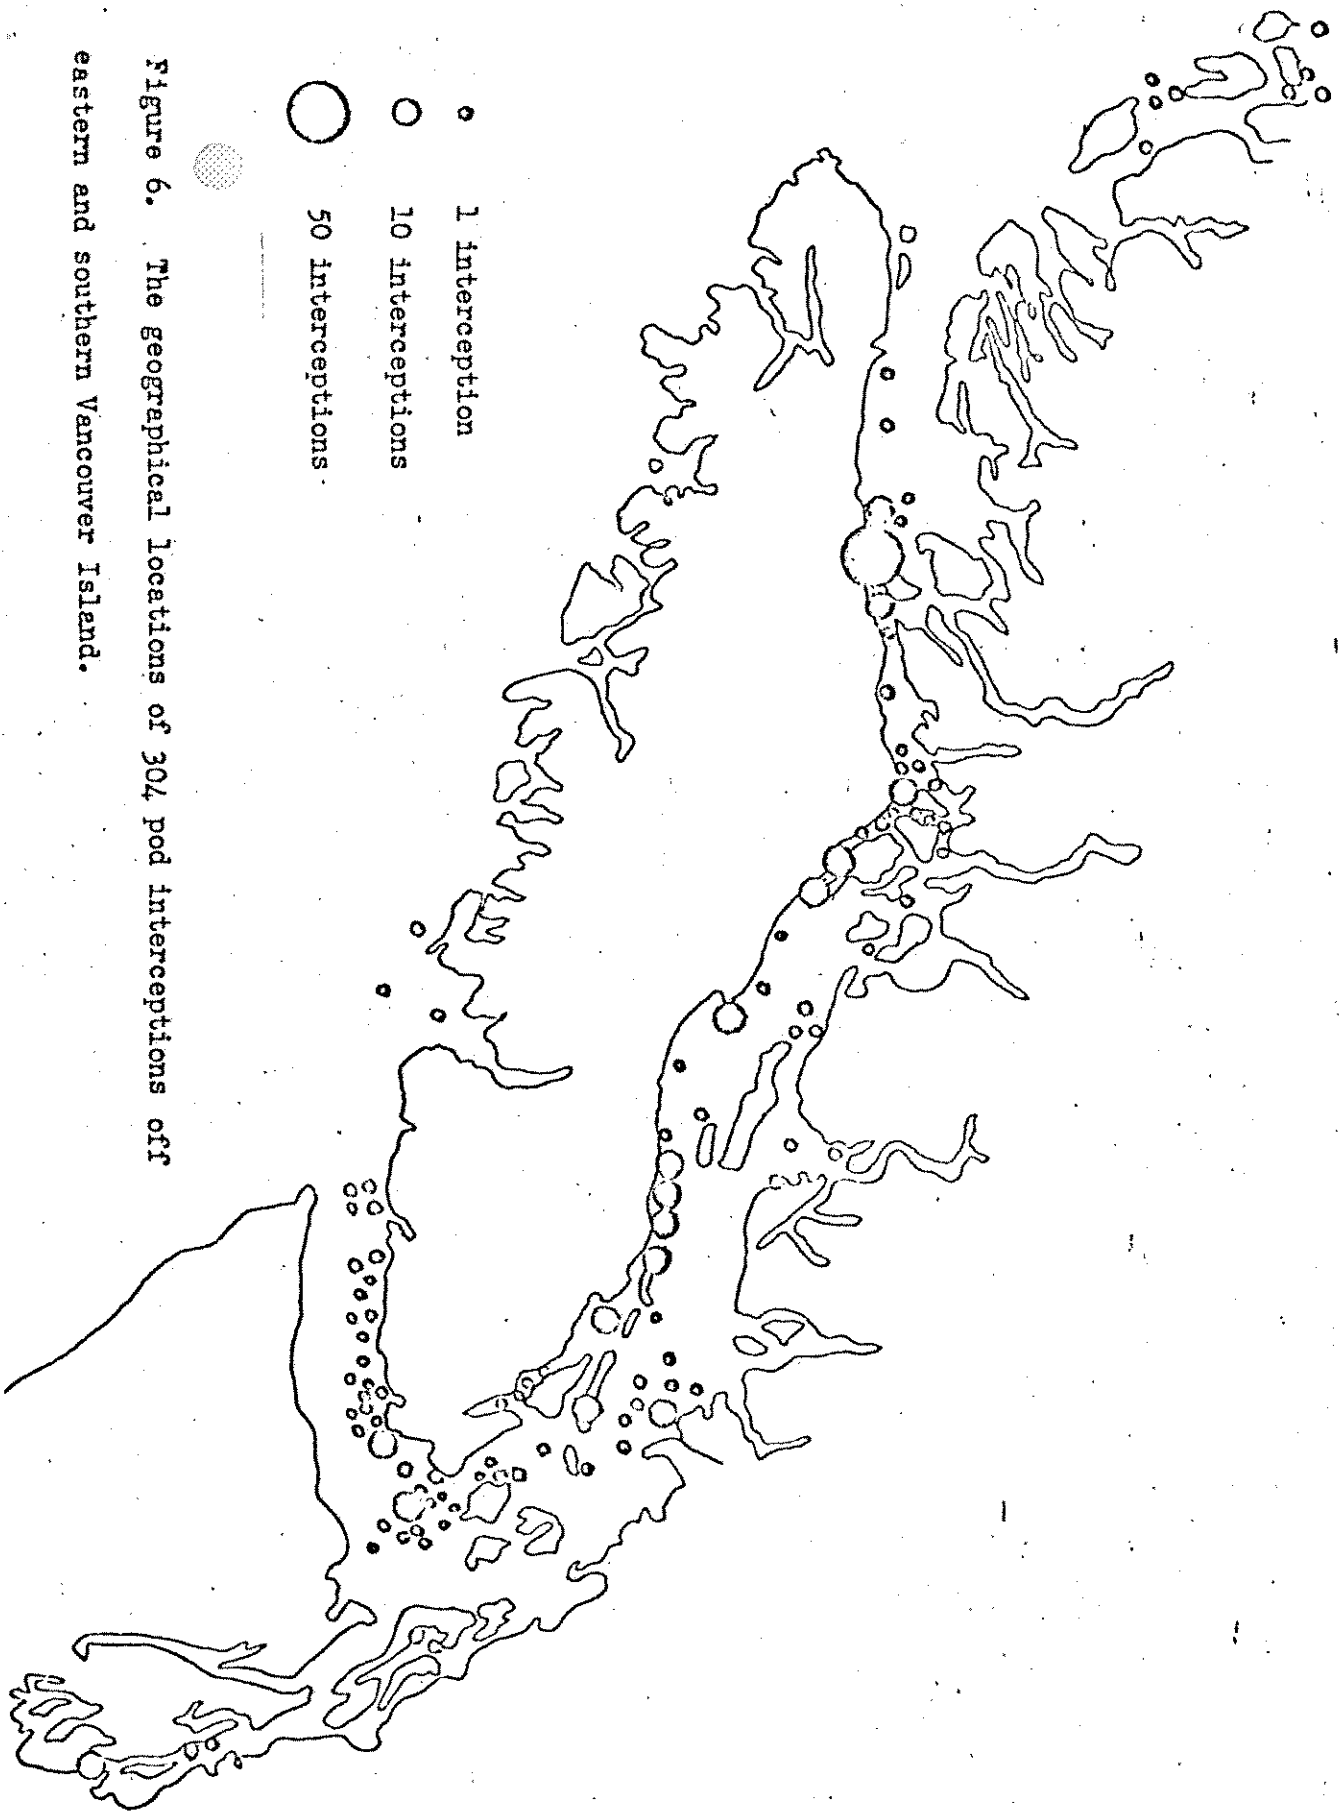 1 interception
10 interceptions
50 interceptions
Figure 6. The geographical locations of 304 pod interceptions off
eastern and southern Vancouver Island.